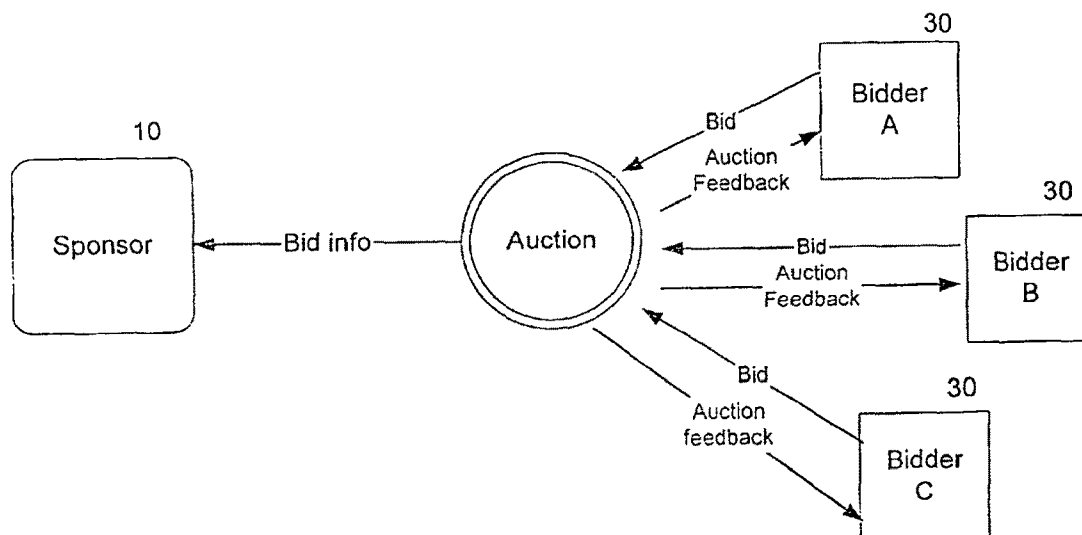 30
Bidder
A
Bid
Auction
Feedback
10
Sponsor
Bid info
Auction
30
Bidder
B
Bid
Auction
Feedback
30
Bidder
C
Bid
Auction
feedback